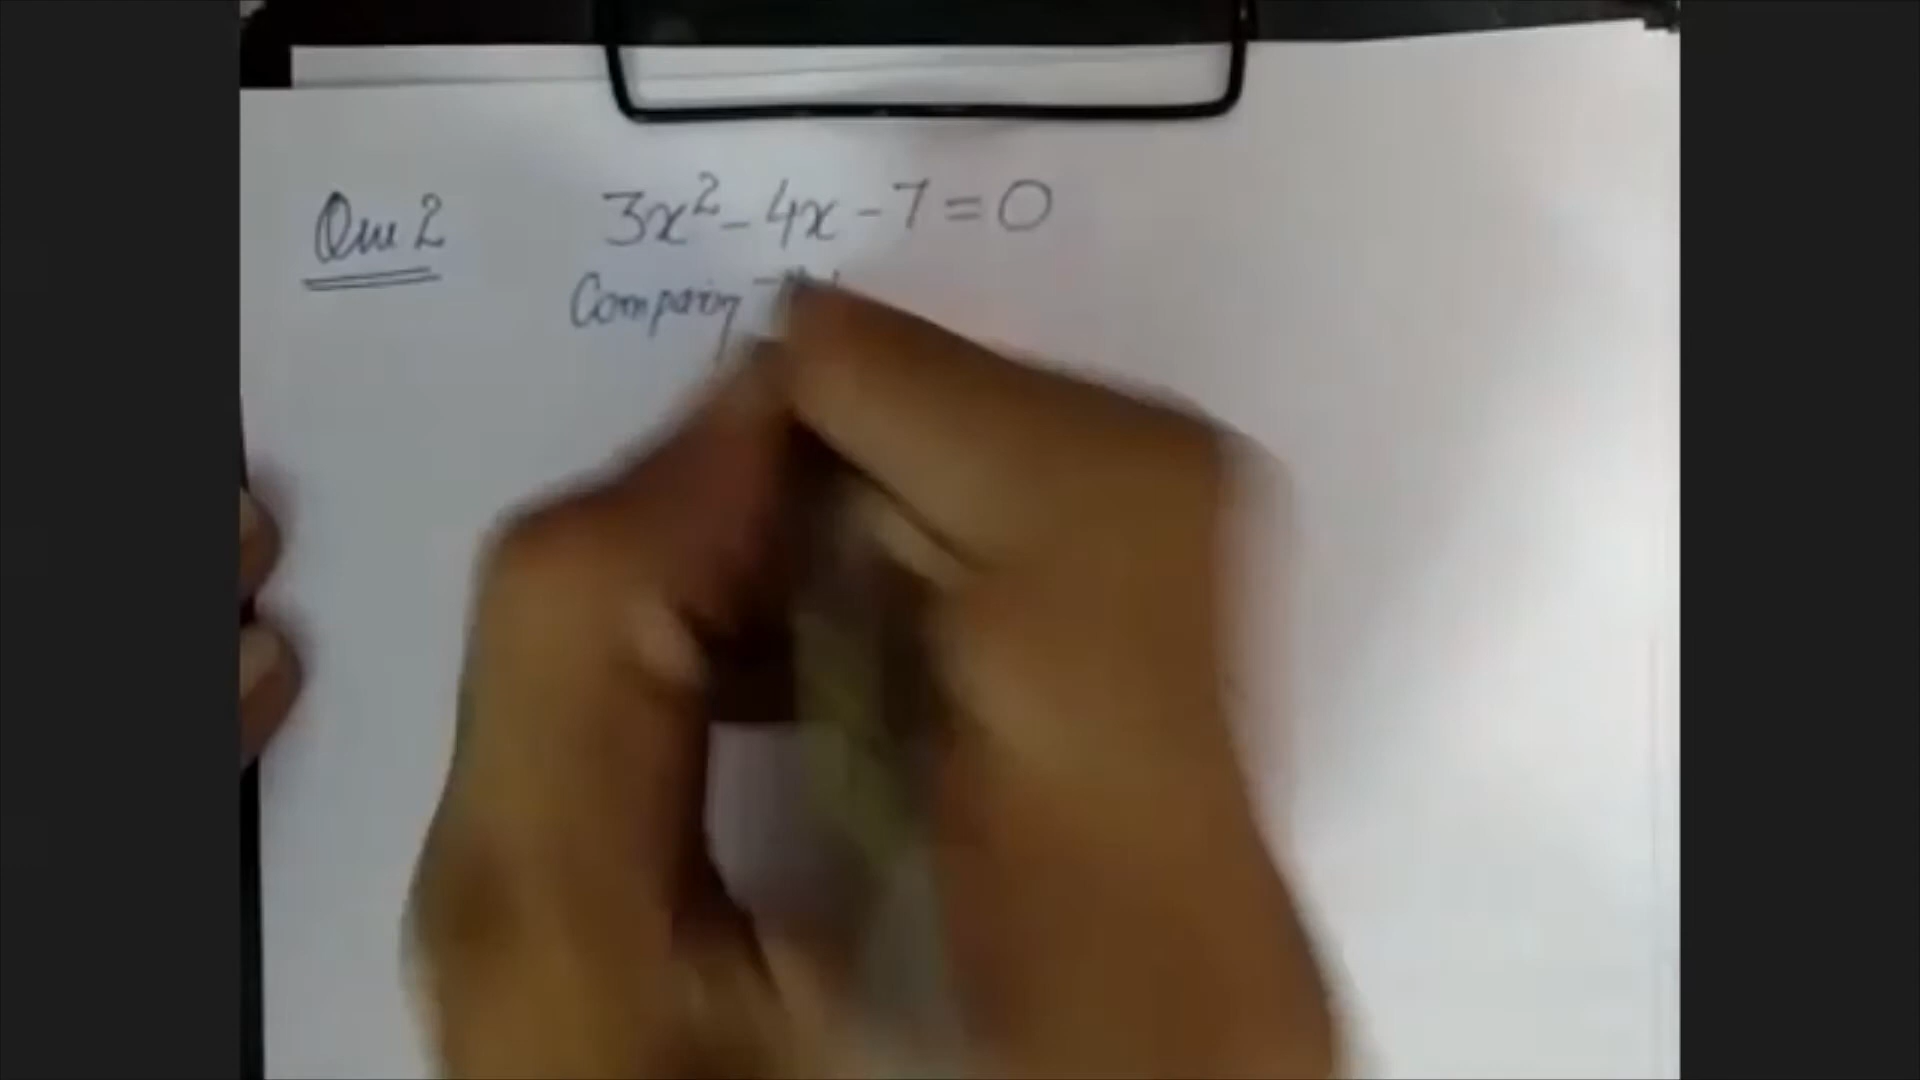 Que 2 3x² - 4x - 7 = 0
Comparing